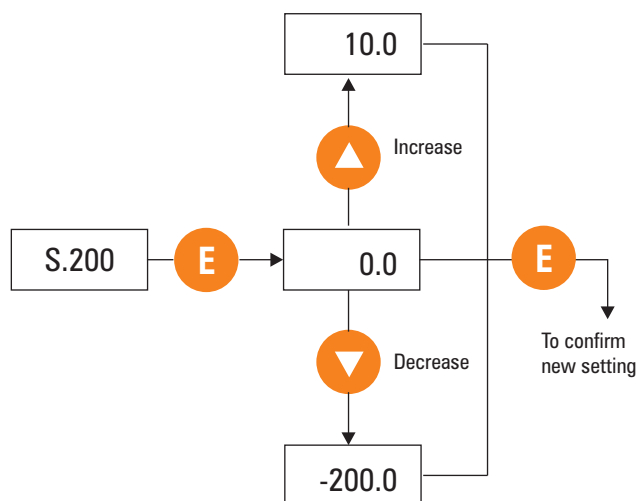 10.0
Increase
S.200
E
0.0
E
To confirm
new setting
Decrease
-200.0